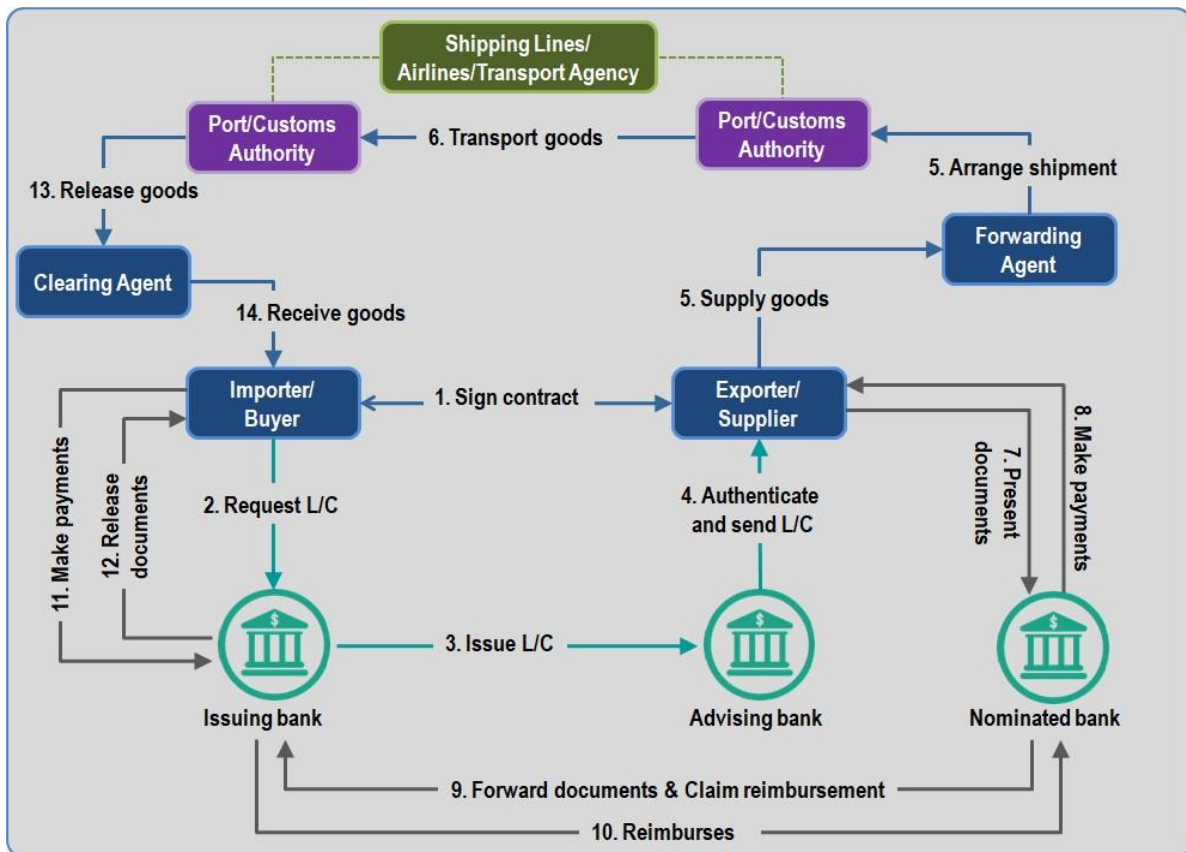 Shipping Lines/
Airlines/Transport Agency
Port/Customs
Authority
6. Transport goods
Port/Customs
Authority
13. Release goods
5. Arrange shipment
Clearing Agent
Forwarding
Agent
14. Receive goods
5. Supply goods
Importer/
Buyer
1. Sign contract
Exporter/
Supplier
11. Make payments
12. Release
documents
2. Request L/C
4. Authenticate
and send L/C
7. Present
documents
8. Make payments
$
$
$
3. Issue L/C
Issuing bank
Advising bank
Nominated bank
9. Forward documents & Claim reimbursement
10. Reimburses